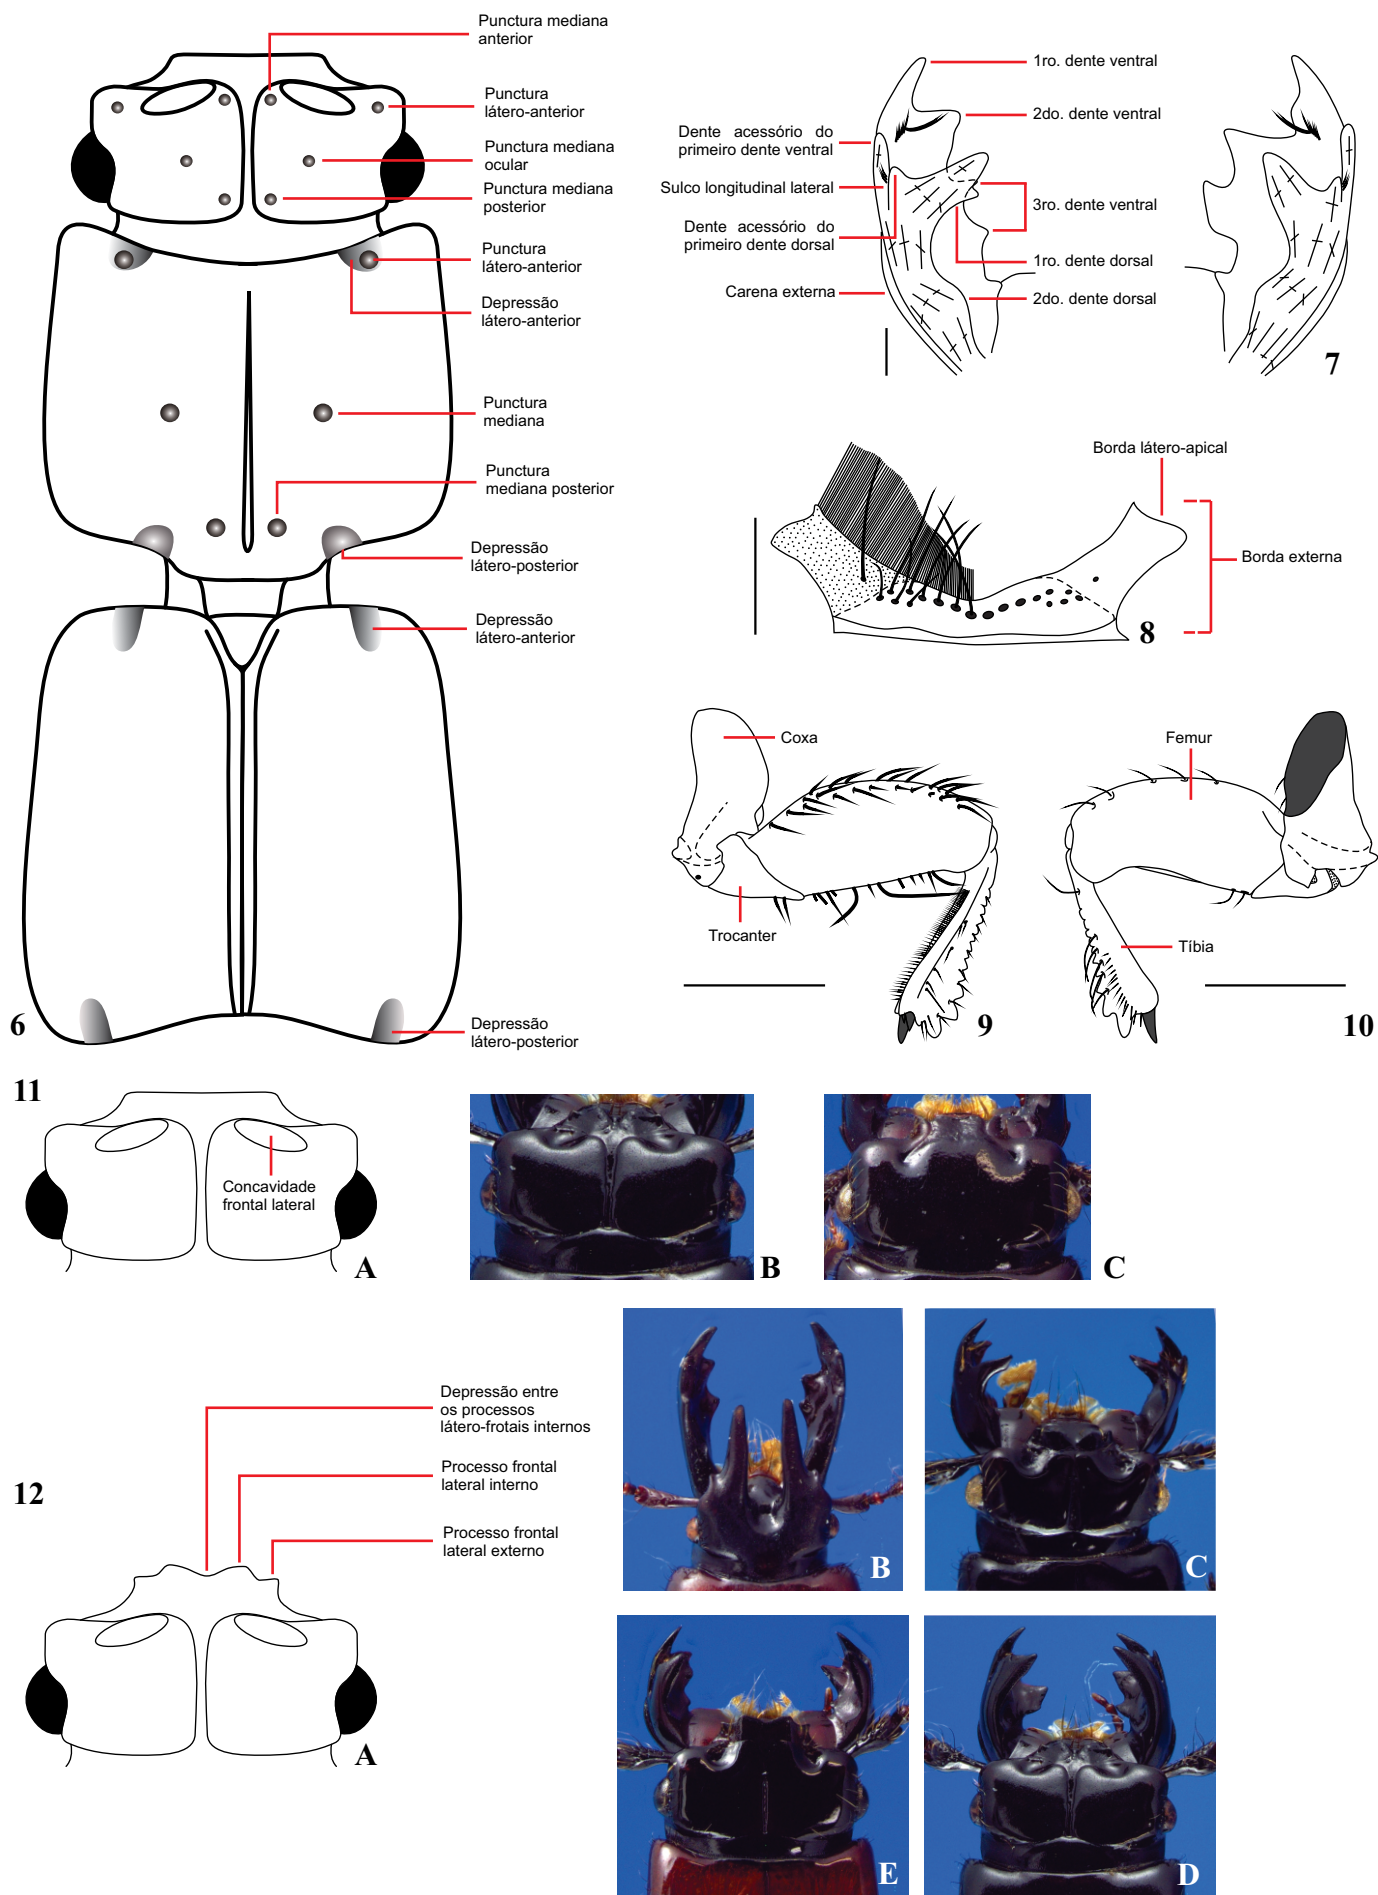 Punctura mediana
anterior
Punctura
látero-anterior
Punctura mediana
ocular
Punctura mediana
posterior
Punctura
látero-anterior
Depressão
látero-anterior
Punctura
mediana
Punctura
mediana posterior
Depressão
látero-posterior
Depressão
látero-anterior
Depressão
látero-posterior
6
1ro. dente ventral
2do. dente ventral
Dente acessório do
primeiro dente ventral
Sulco longitudinal lateral
3ro. dente ventral
Dente acessório do
primeiro dente dorsal
1ro. dente dorsal
Carena externa
2do. dente dorsal
7
Borda látero-apical
Borda externa
8
Coxa
Trocanter
9
Femur
Tíbia
10
11
Concavidade
frontal lateral
A
B
C
12
Depressão entre
os processos
látero-frotais internos
Processo frontal
lateral interno
Processo frontal
lateral externo
A
B
C
E
D